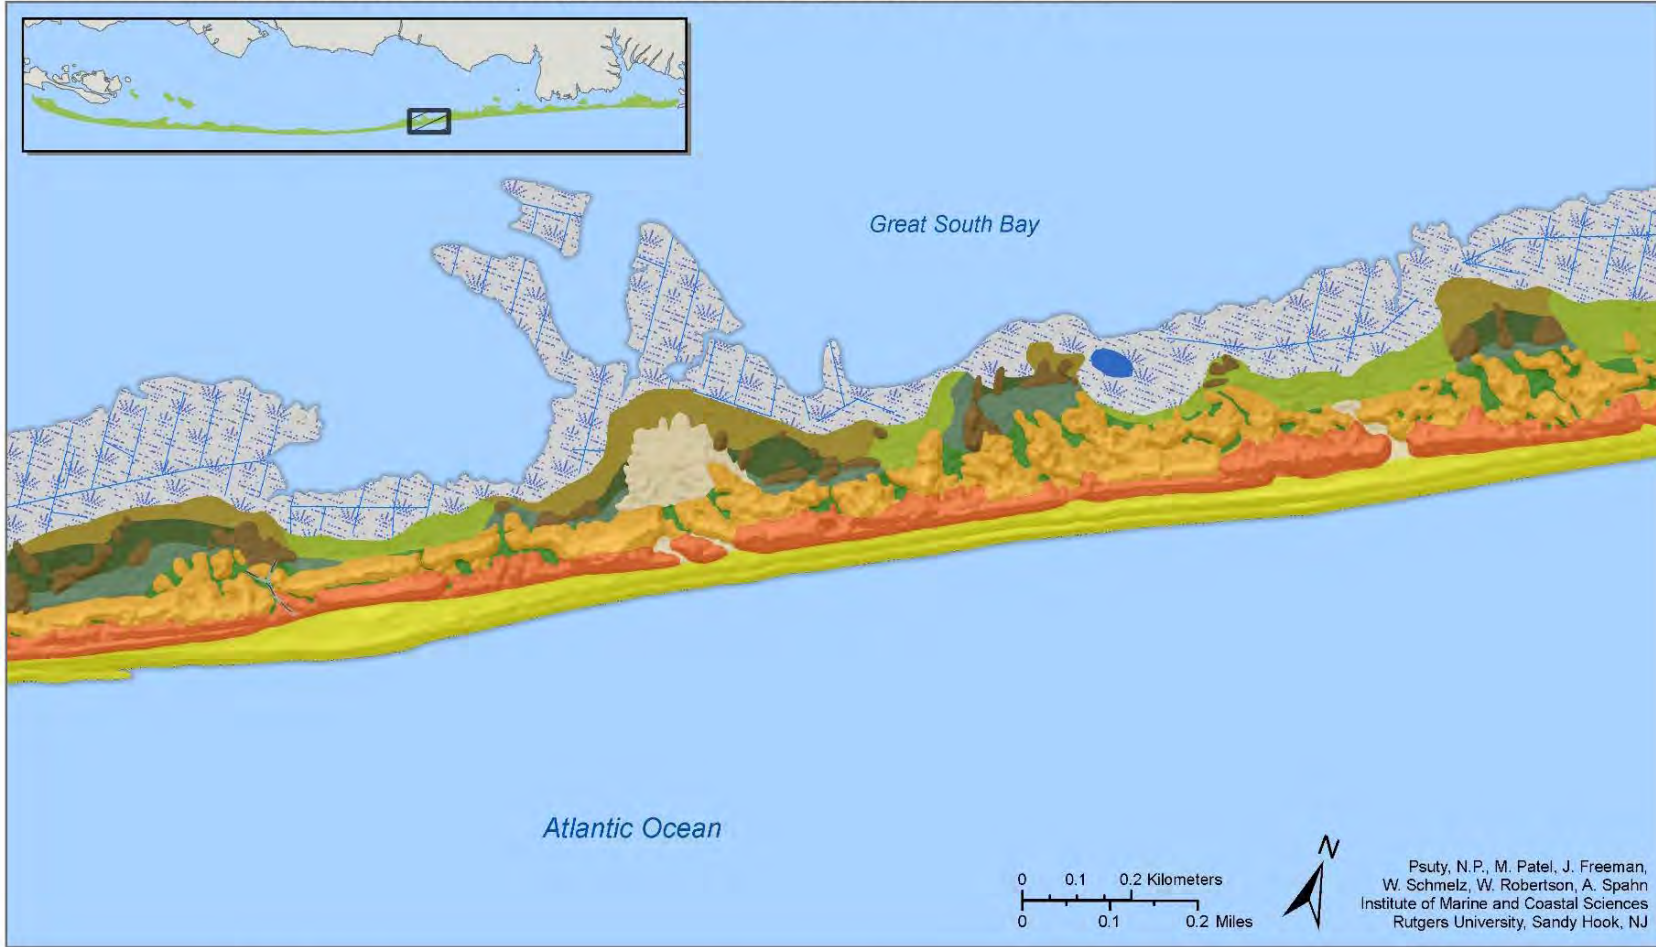 Great South Bay
Atlantic Ocean
N
0 0.1 0.2 Kilometers
0 0.1 0.2 Miles
Psuty, N.P., M. Patel, J. Freeman,
W. Schmelz, W. Robertson, A. Spahn
Institute of Marine and Coastal Sciences
Rutgers University, Sandy Hook, NJ